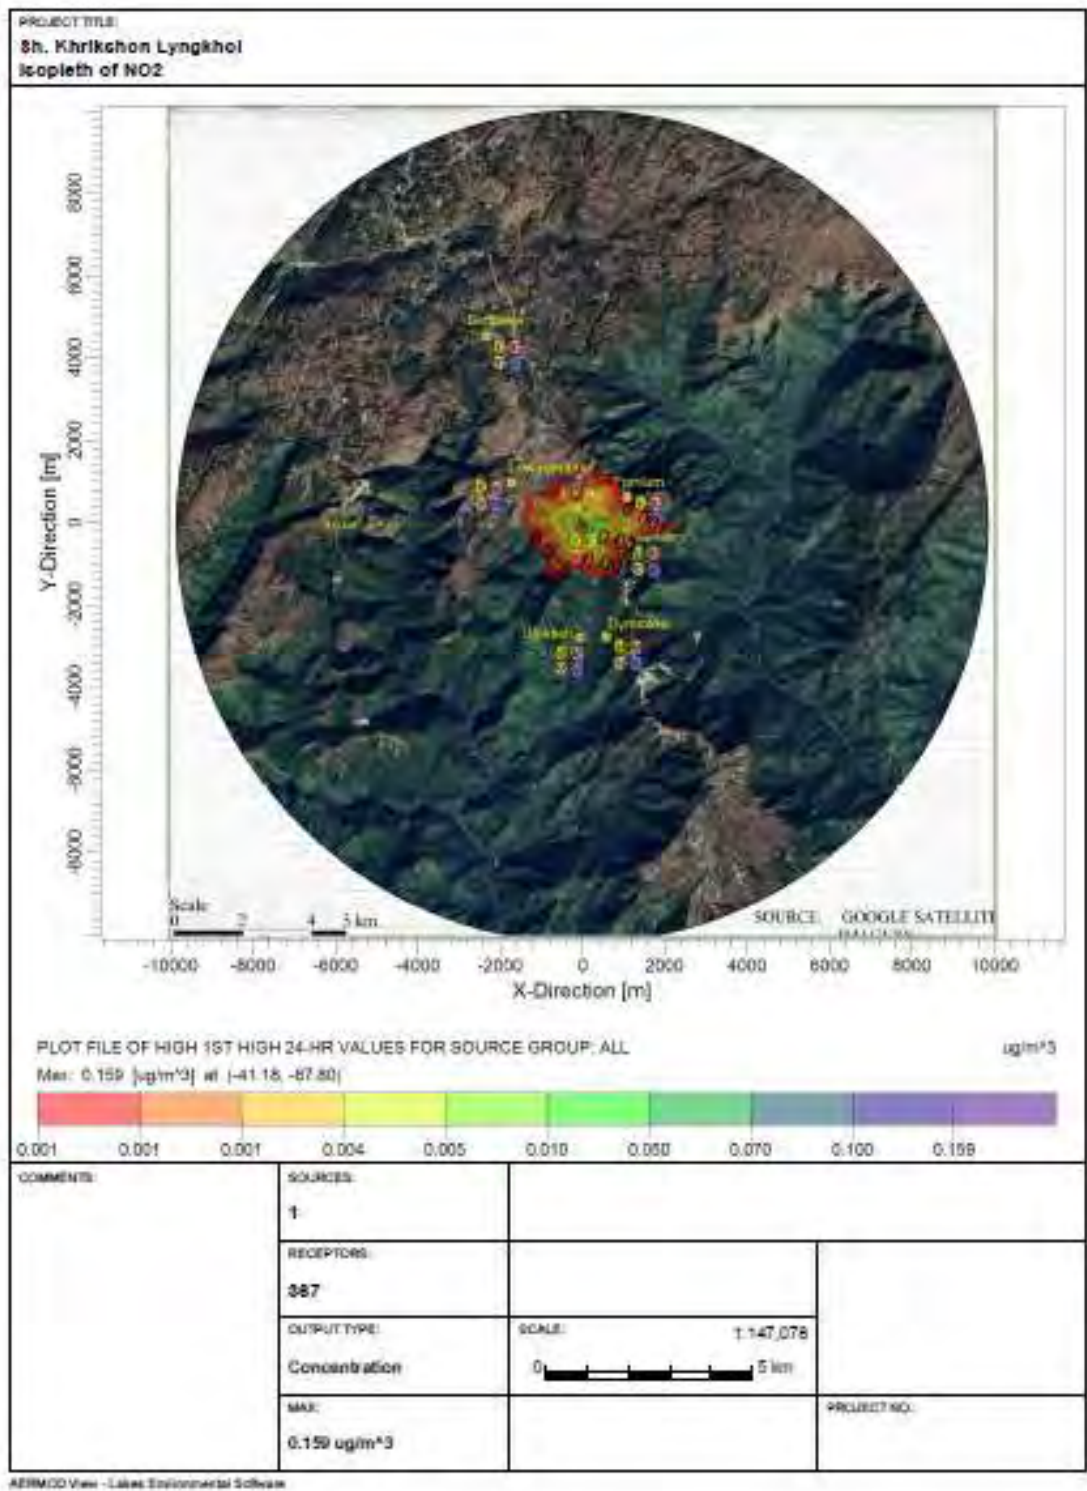 PROJECT TITLE:
Sh. Khrikshon Lyngkhoi
Isopleth of NO2
8000
6000
4000
2000
0
-2000
-4000
-6000
-8000
Y-Direction [m]
Scale
0 2 4 5 km
SOURCE: GOOGLE SATELLITE
-10000 -8000 -6000 -4000 -2000 0 2000 4000 6000 8000 10000
X-Direction [m]
PLOT FILE OF HIGH 1ST HIGH 24-HR VALUES FOR SOURCE GROUP: ALL
ug/m^3
Max: 0.159 [ug/m^3] at (-41.18, -67.80)
0.001 0.001 0.001 0.004 0.005 0.010 0.050 0.070 0.100 0.159
COMMENTS:
SOURCES:
1
RECEPTORS:
367
OUTPUT TYPE:
Concentration
SCALE: 1:147,078
0 5 km
MAX:
0.159 ug/m^3
PROJECT NO.:
AERMOD View - Lakes Environmental Software